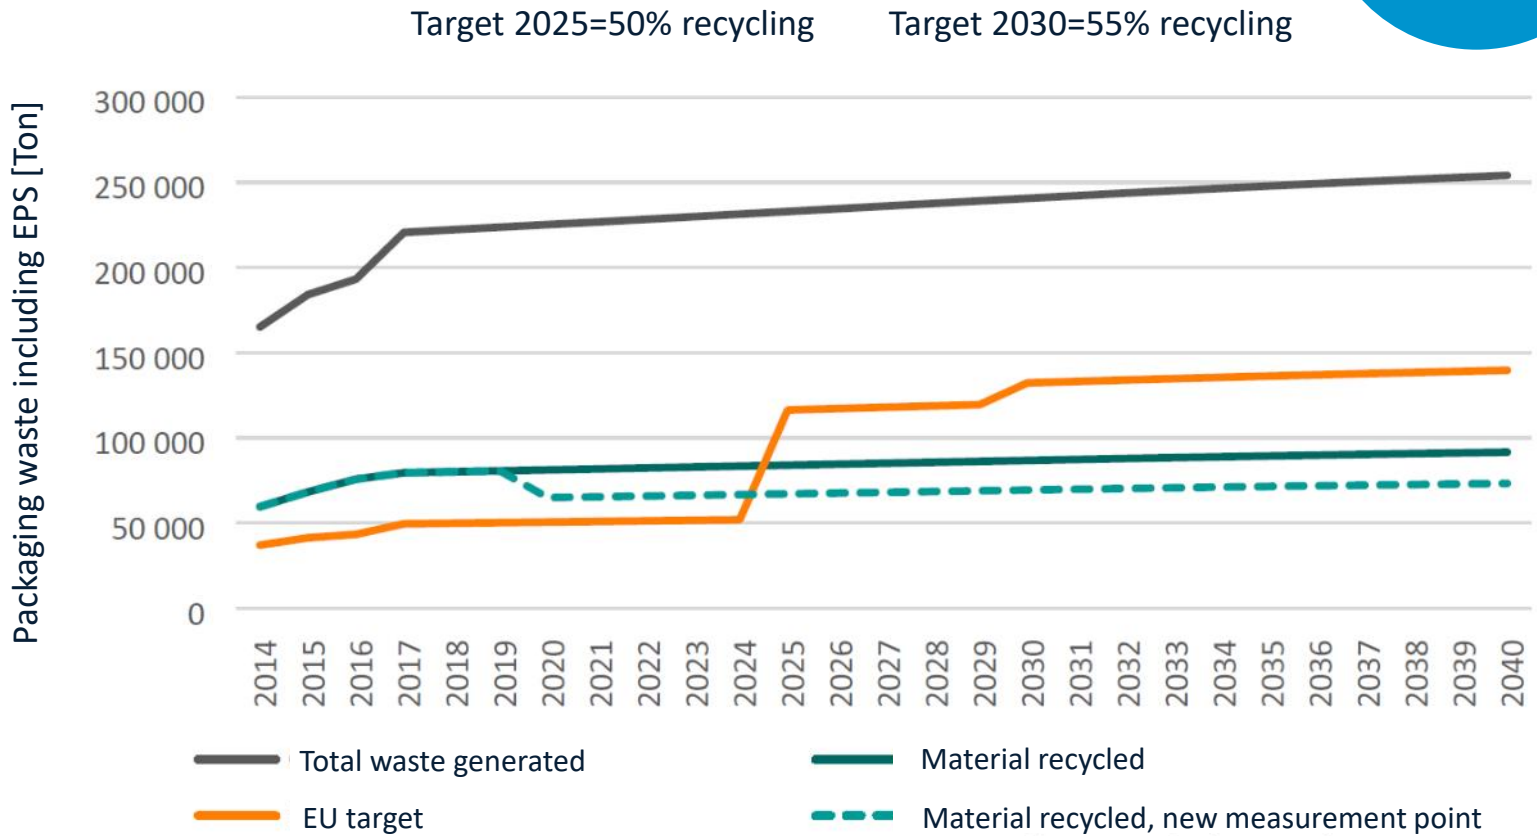 Target 2025=50% recycling Target 2030=55% recycling
Packaging waste including EPS [Ton]
300 000
250 000
200 000
150 000
100 000
50 000
0
2014 2015 2016 2017 2018 2019 2020 2021 2022 2023 2024 2025 2026 2027 2028 2029 2030 2031 2032 2033 2034 2035 2036 2037 2038 2039 2040
Total waste generated Material recycled
EU target Material recycled, new measurement point